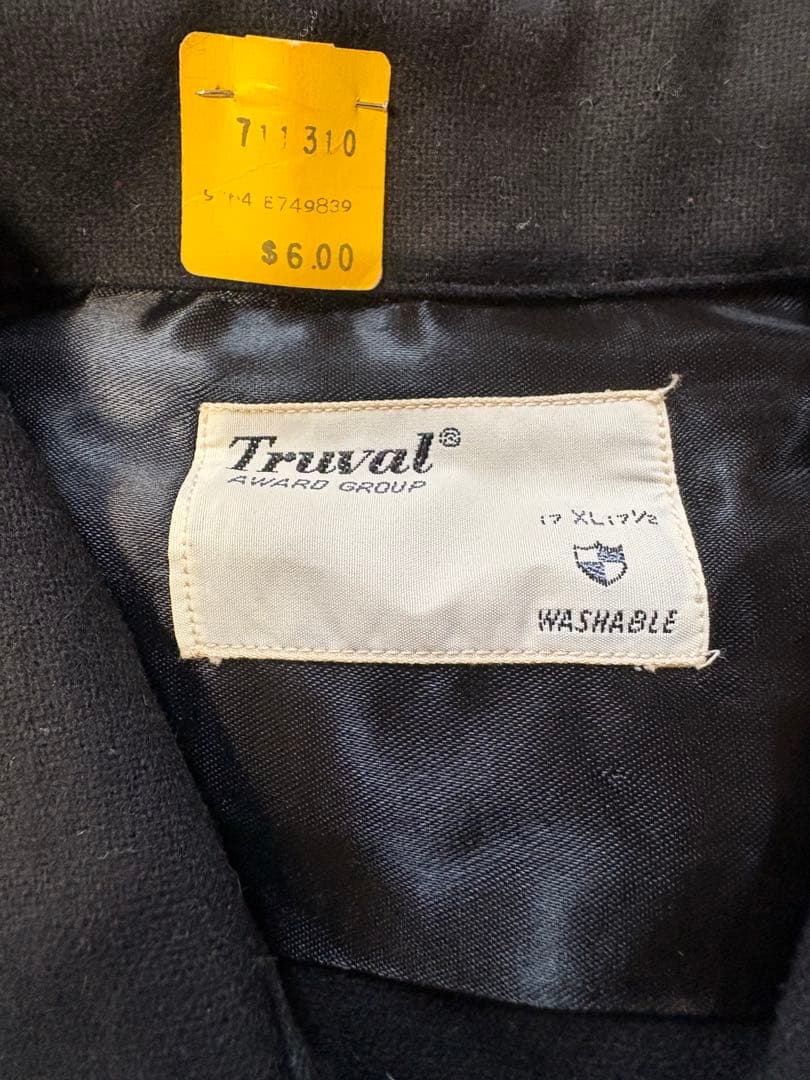 711310
E749839
$6.00
Truval®
AWARD GROUP
17 XL 17½
WASHABLE